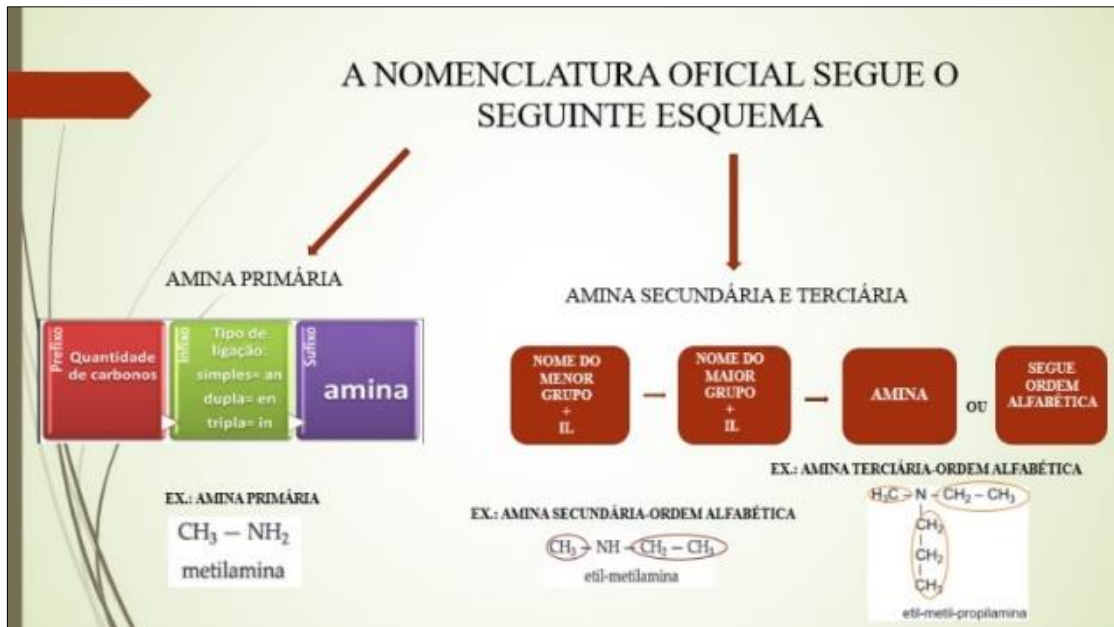 A NOMENCLATURA OFICIAL SEGUE O
SEGUINTE ESQUEMA
AMINA PRIMÁRIA
Prefixo
Quantidade
de carbonos
Infixo
Tipo de
ligação:
simples= an
dupla= en
tripla= in
Sufixo
amina
EX.: AMINA PRIMÁRIA
CH₃ – NH₂
metilamina
AMINA SECUNDÁRIA E TERCIÁRIA
NOME DO
MENOR
GRUPO
+
IL
NOME DO
MAIOR
GRUPO
+
IL
AMINA
OU
SEGUE
ORDEM
ALFABÉTICA
EX.: AMINA SECUNDÁRIA-ORDEM ALFABÉTICA
CH₃ – NH – CH₂ – CH₃
etil-metilamina
EX.: AMINA TERCIÁRIA-ORDEM ALFABÉTICA
H₃C – N – CH₂ – CH₃
CH₂
CH₂
CH₃
etil-metil-propilamina